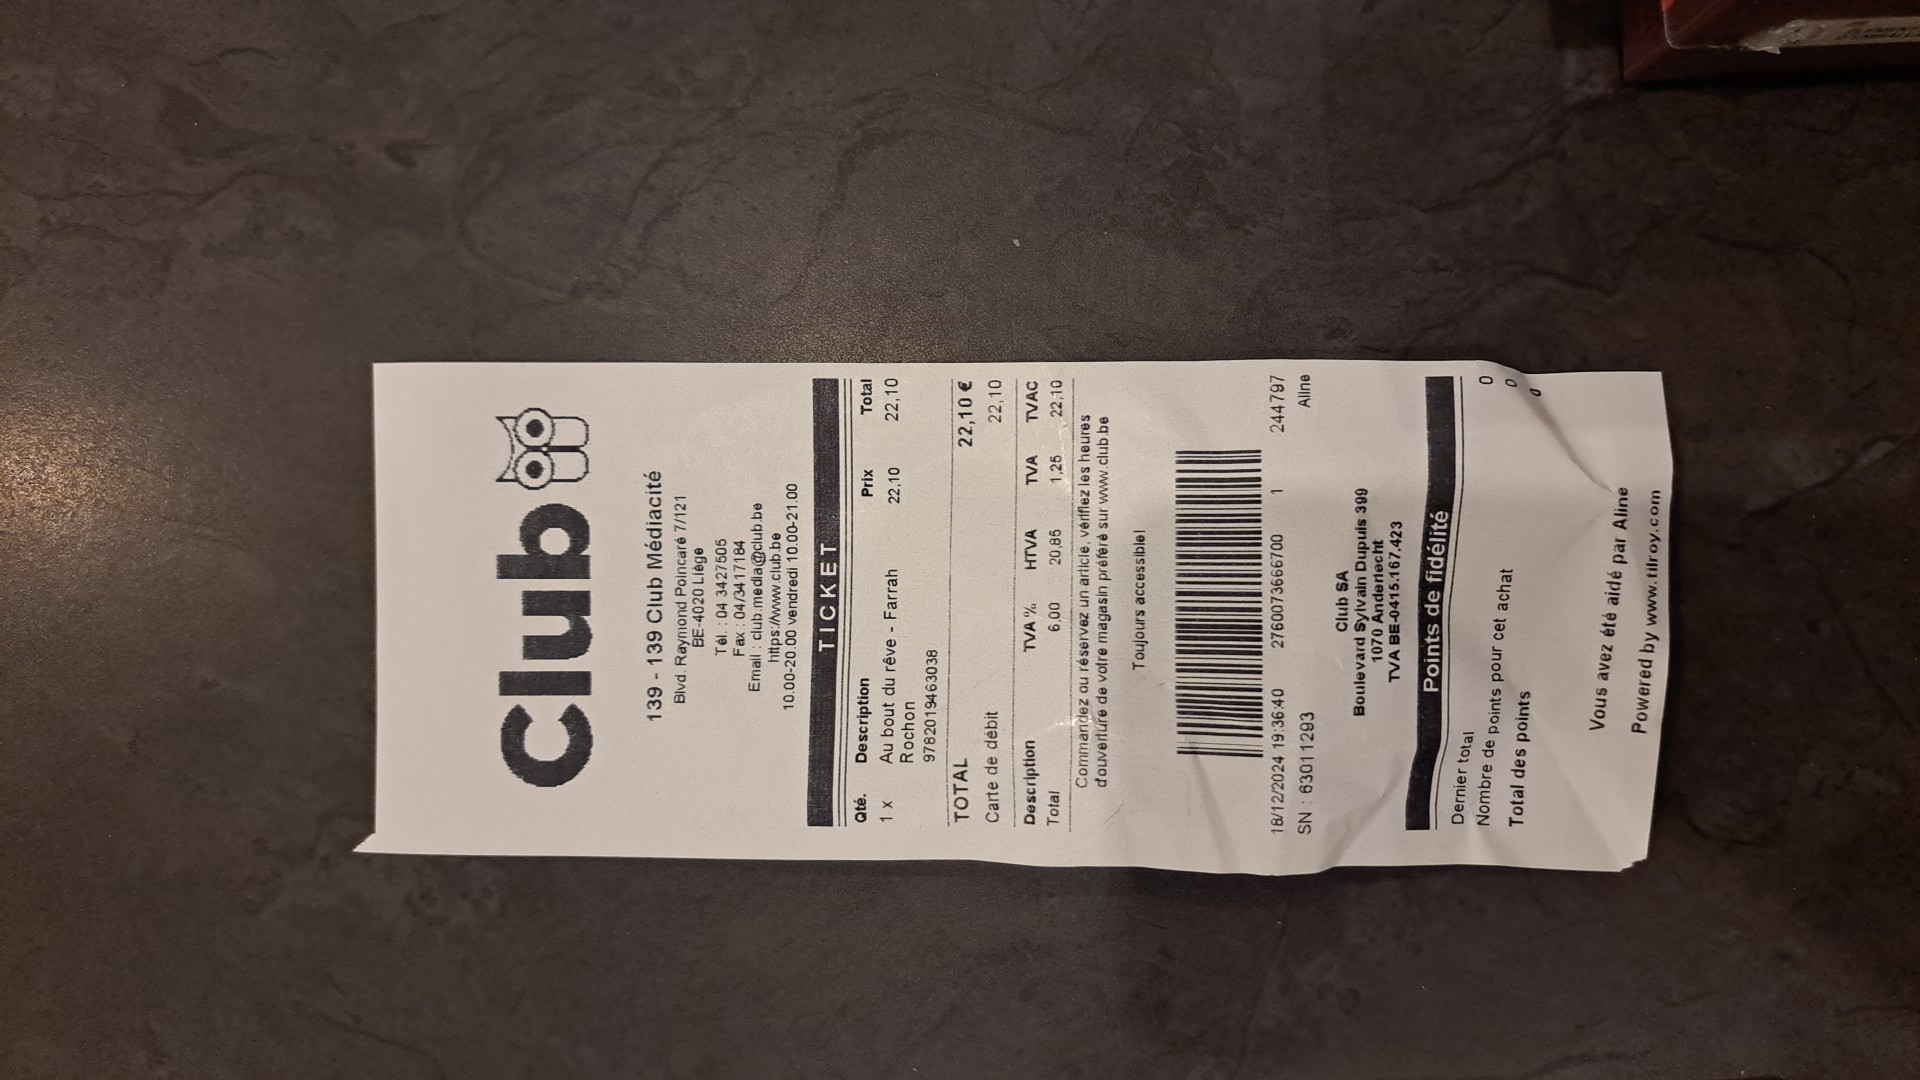 Club
139 - 139 Club Médiacité
Blvd. Raymond Poincaré 7/121
BE-4020 Liège
Tél. : 04 3427505
Fax : 04/3417184
Email : club.media@club.be
https://www.club.be
10.00-20.00 vendredi 10.00-21.00
TICKET
Qté. Description Prix Total
1 x Au bout du rêve - Farrah 22,10 22,10
Rochon
9782019463038
TOTAL 22,10 €
Carte de débit 22,10
Description TVA % HTVA TVA TVAC
Total 6,00 20,85 1,25 22,10
Commandez ou réservez un article, vérifiez les heures
d'ouverture de votre magasin préféré sur www.club.be
Toujours accessible!
18/12/2024 19:36:40 2760073666700 1 244797
SN : 63011293 Aline
Club SA
Boulevard Sylvain Dupuis 399
1070 Anderlecht
TVA BE-0415.167.423
Points de fidélité
Dernier total 0
Nombre de points pour cet achat 0
Total des points 0
Vous avez été aidé par Aline
Powered by www.tilroy.com